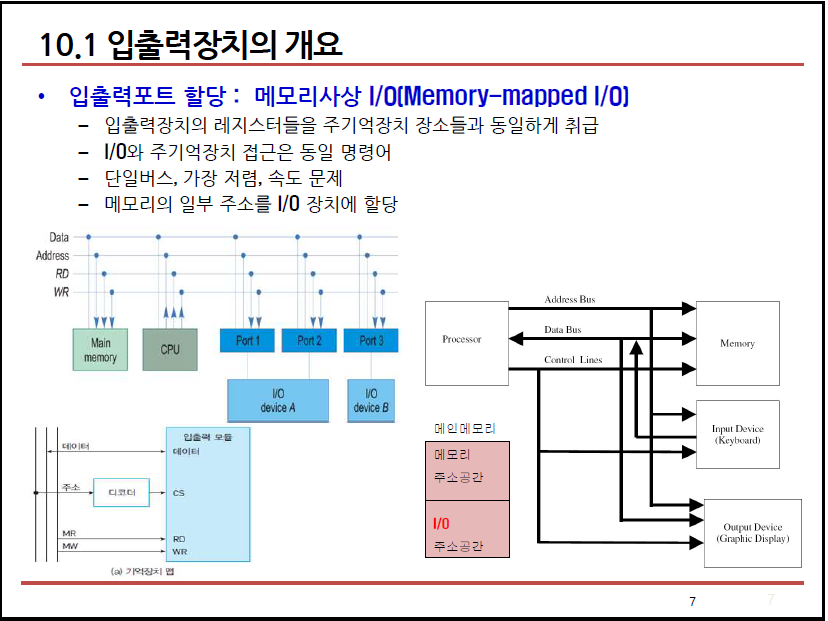 10.1 입출력장치의 개요
• 입출력포트 할당 : 메모리사상 I/O(Memory-mapped I/O)
– 입출력장치의 레지스터들을 주기억장치 장소들과 동일하게 취급
– I/O와 주기억장치 접근은 동일 명령어
– 단일버스, 가장 저렴, 속도 문제
– 메모리의 일부 주소를 I/O 장치에 할당
Data
Address
RD
WR
Main
memory
CPU
Port 1
Port 2
Port 3
I/O
device A
I/O
device B
데이터
주소
디코더
MR
MW
입출력 모듈
데이터
CS
RD
WR
(a) 기억장치 맵
메인메모리
메모리
주소공간
I/O
주소공간
Processor
Address Bus
Data Bus
Control Lines
Memory
Input Device
(Keyboard)
Output Device
(Graphic Display)
7
7